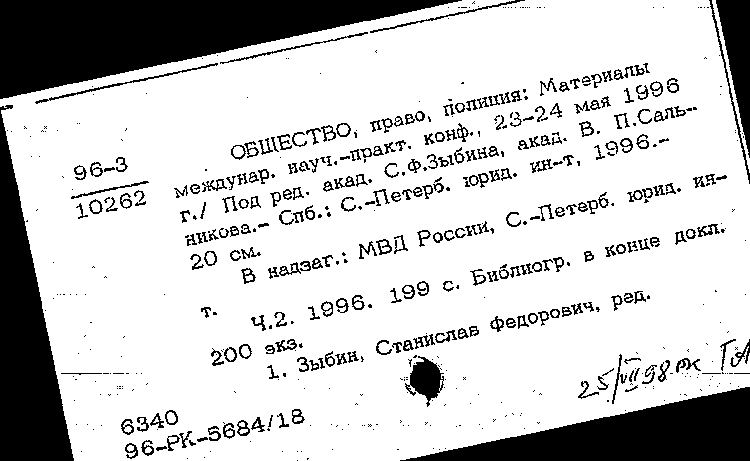 96-3
10262
ОБЩЕСТВО, право, полиция: Материалы
междунар. науч.-практ. конф., 23-24 мая 1996
г./ Под ред. акад. С.Ф.Зыбина, акад. В. П.Саль-
никова.- Спб.: С.-Петерб. юрид. ин-т, 1996.-
20 см.
В надзаг.: МВД России, С.-Петерб. юрид. ин-
т.
Ч.2. 1996. 199 с. Библиогр. в конце докл.
200 экз.
1. Зыбин, Станислав Федорович, ред.
25/VII 98
6340
96-РК-5684/18